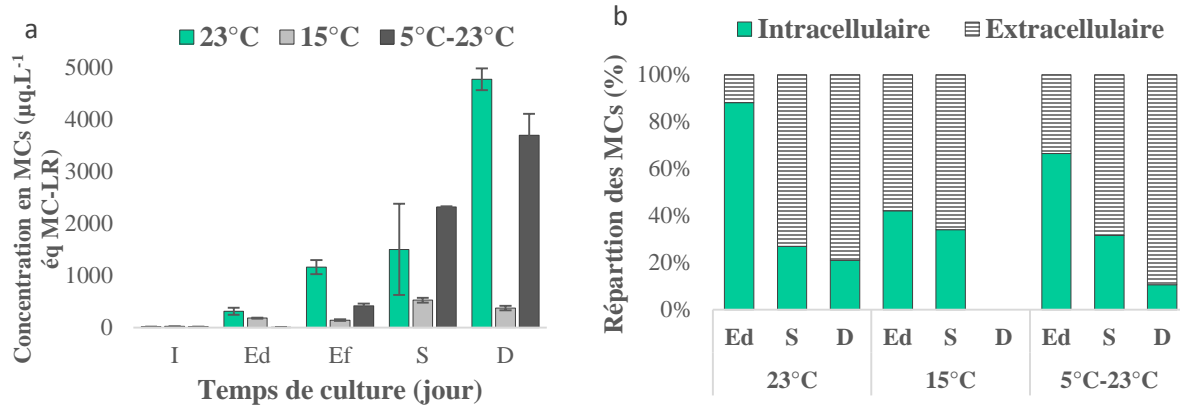 a
23°C 15°C 5°C-23°C
Concentration en MCs (µq.L⁻¹
éq MC-LR)
5000
4000
3000
2000
1000
0
I Ed Ef S D
Temps de culture (jour)
b
Intracellulaire Extracellulaire
Réparttion des MCs (%)
100%
80%
60%
40%
20%
0%
Ed S D Ed S D Ed S D
23°C 15°C 5°C-23°C